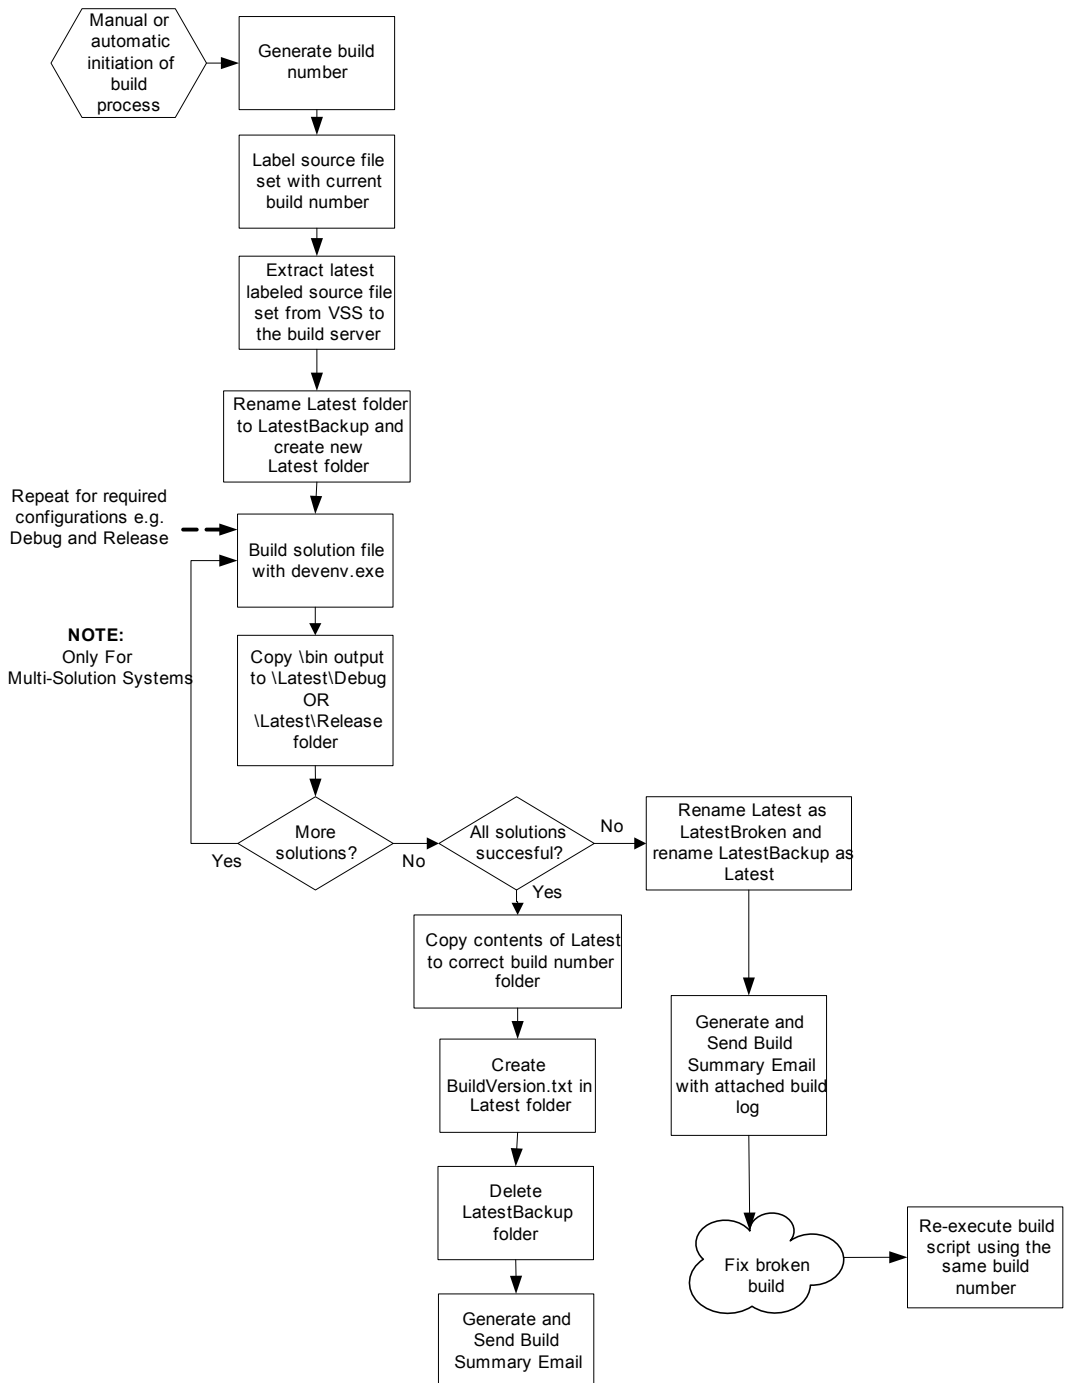 Manual or
automatic
initiation of
build
process
Generate build
number
Label source file
set with current
build number
Extract latest
labeled source file
set from VSS to
the build server
Rename Latest folder
to LatestBackup and
create new
Latest folder
Repeat for required
configurations e.g.
Debug and Release
Build solution file
with devenv.exe
NOTE:
Only For
Multi-Solution Systems
Copy \bin output
to \Latest\Debug
OR
\Latest\Release
folder
More
solutions?
Yes
No
All solutions
succesful?
No
Yes
Rename Latest as
LatestBroken and
rename LatestBackup as
Latest
Copy contents of Latest
to correct build number
folder
Generate and
Send Build
Summary Email
with attached build
log
Create
BuildVersion.txt in
Latest folder
Delete
LatestBackup
folder
Fix broken
build
Re-execute build
script using the
same build
number
Generate and
Send Build
Summary Email